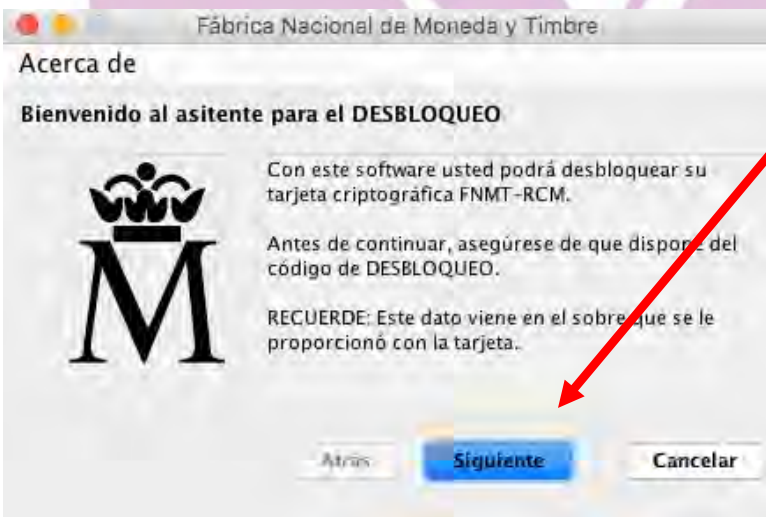 Fábrica Nacional de Moneda y Timbre
Acerca de
Bienvenido al asitente para el DESBLOQUEO
Con este software usted podrá desbloquear su
tarjeta criptográfica FNMT-RCM.
Antes de continuar, asegúrese de que dispone del
código de DESBLOQUEO.
RECUERDE: Este dato viene en el sobre que se le
proporcionó con la tarjeta.
M
Atrás
Siguiente
Cancelar